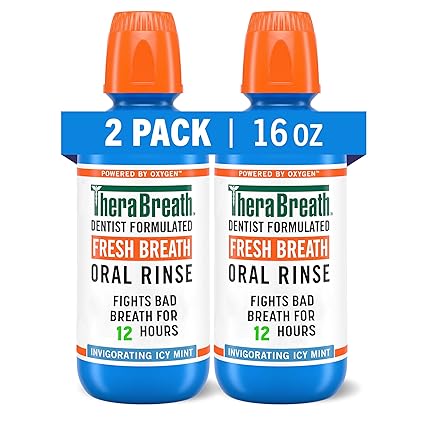 2 PACK | 16 OZ
POWERED BY OXYGEN™
TheraBreath®
DENTIST FORMULATED
FRESH BREATH
ORAL RINSE
FIGHTS BAD
BREATH FOR
12 HOURS
INVIGORATING ICY MINT
POWERED BY OXYGEN™
TheraBreath®
DENTIST FORMULATED
FRESH BREATH
ORAL RINSE
FIGHTS BAD
BREATH FOR
12 HOURS
INVIGORATING ICY MINT